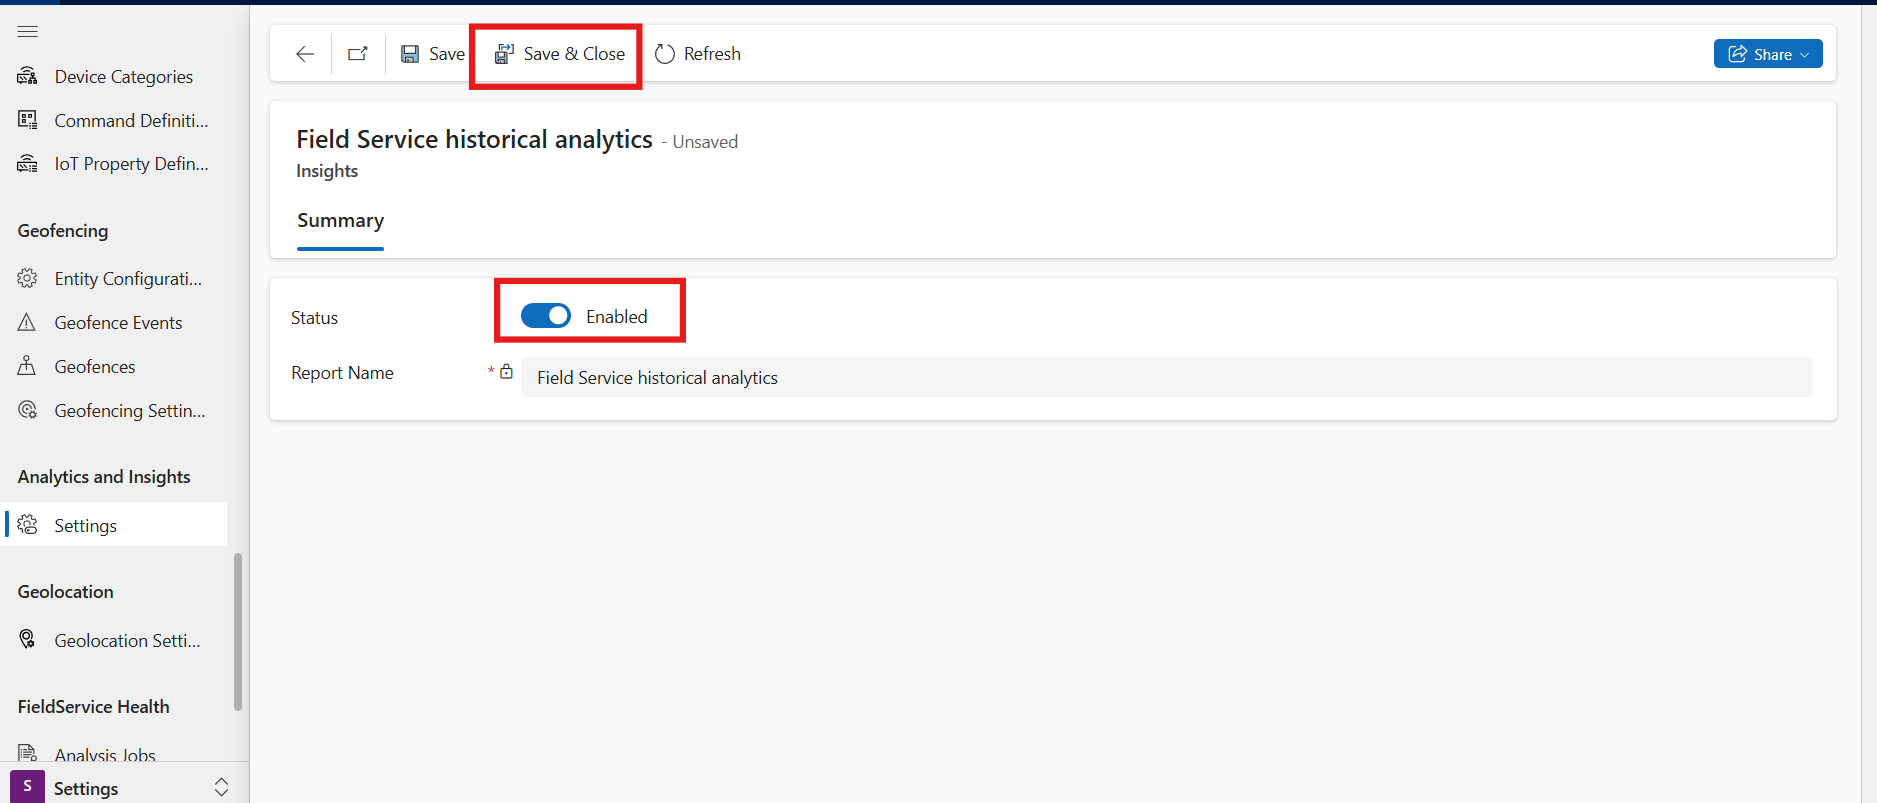 Device Categories
Command Definiti...
IoT Property Defin...
Geofencing
Entity Configurati...
Geofence Events
Geofences
Geofencing Settin...
Analytics and Insights
Settings
Geolocation
Geolocation Setti...
FieldService Health
Analysis Jobs
S Settings
Save Save & Close Refresh
Share
Field Service historical analytics - Unsaved
Insights
Summary
Status Enabled
Report Name * Field Service historical analytics